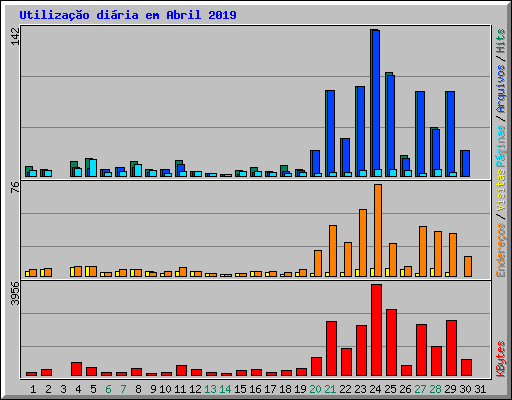 Utilização diária em Abril 2019
142
76
3956
Endereços / Visitas Páginas / Arquivos / Hits
KBytes
1 2 3 4 5 6 7 8 9 10 11 12 13 14 15 16 17 18 19 20 21 22 23 24 25 26 27 28 29 30 31